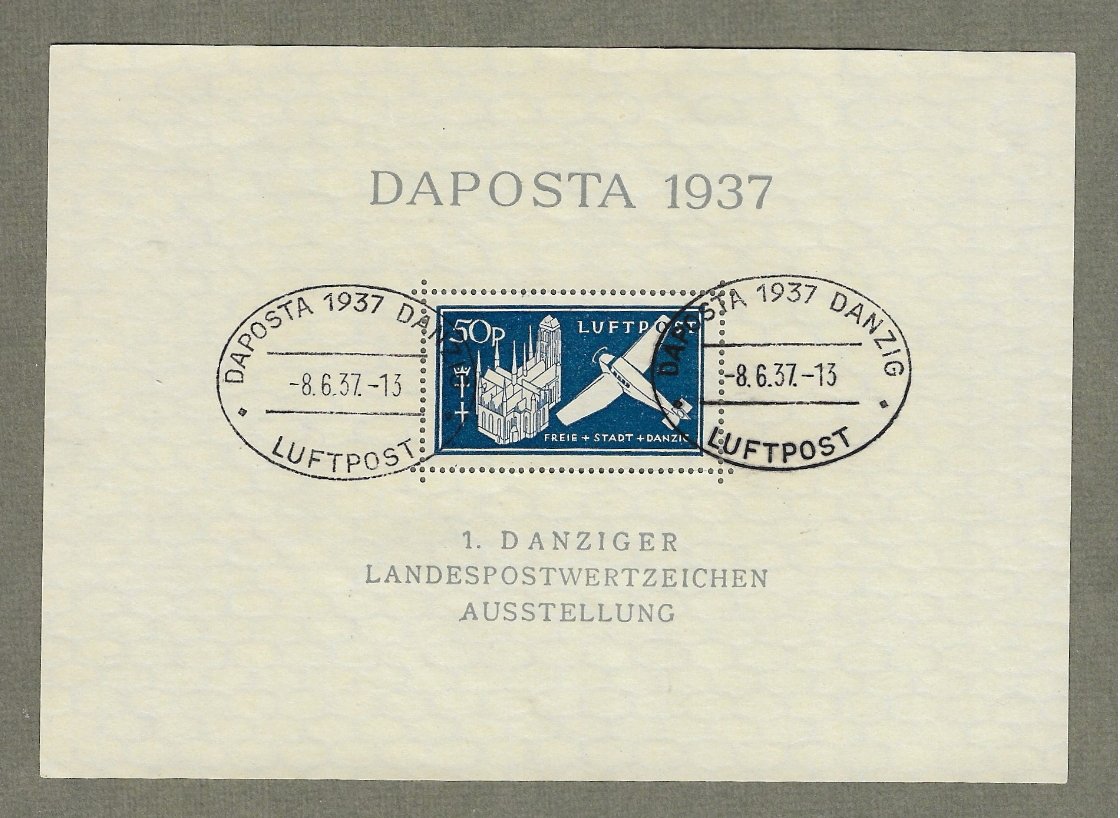 DAPOSTA 1937
DAPOSTA 1937 DANZIG
-8.6.37.-13
LUFTPOST
50P
LUFTPOST
FREIE + STADT + DANZIG
DAPOSTA 1937 DANZIG
-8.6.37.-13
LUFTPOST
1. DANZIGER
LANDESPOSTWERTZEICHEN
AUSSTELLUNG